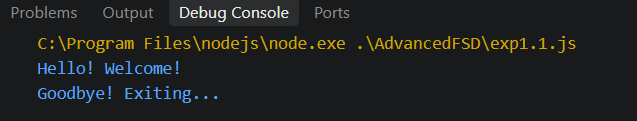 Problems Output Debug Console Ports
C:\Program Files\nodejs\node.exe .\AdvancedFSD\exp1.1.js
Hello! Welcome!
Goodbye! Exiting...